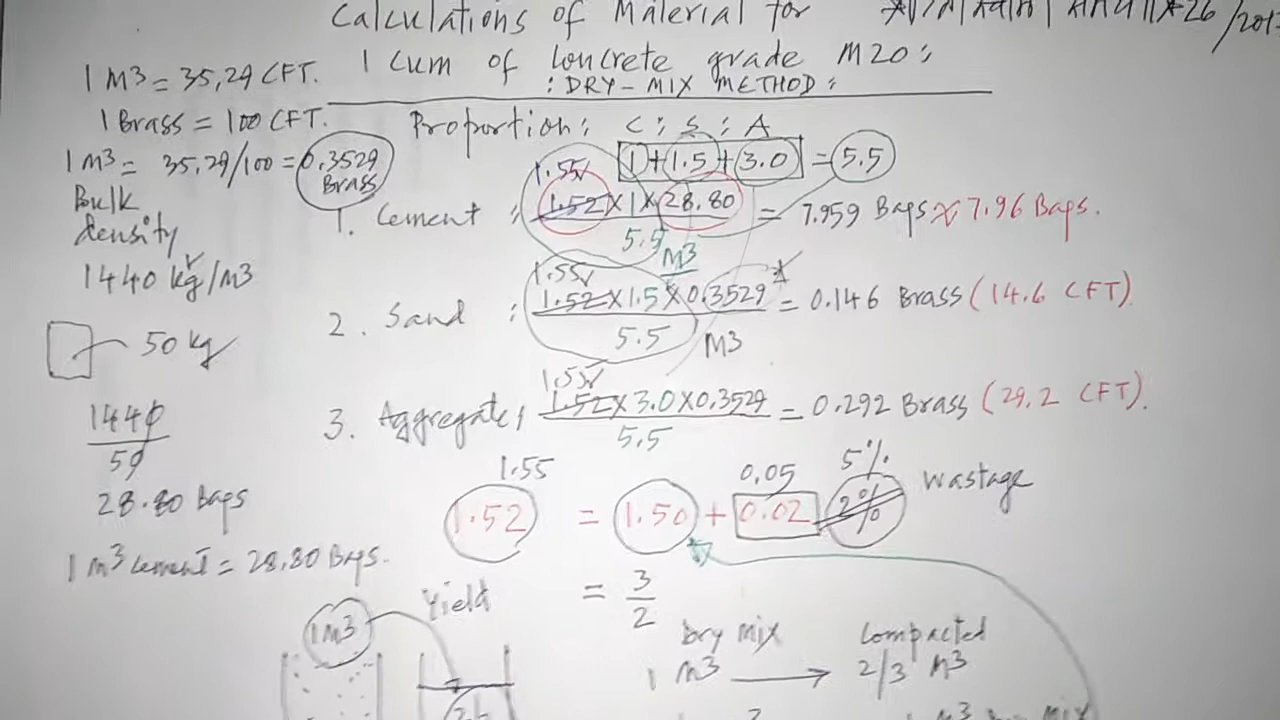 Calculations of Material for
1 Cum of Concrete grade M20:
: DRY-MIX METHOD:
1 M3 = 35,29 CFT.
1 Brass = 100 CFT.
1 M3 = 35,29/100 = 0,3529 Brass
Bulk density
1440 kg/m3
50 kg
1440
50
28.80 Bags
1 m3 Cement = 28,80 Bags.
Proportion: C : S : A
1 + 1.5 + 3.0 = 5.5
1.55
1. Cement : 1.52 X 1 X 28.80 = 7.959 Bags 7.96 Bags.
5.5
M3
1.55
2. Sand : 1.52 X 1.5 X 0.3529 = 0.146 Brass (14.6 CFT)
5.5 M3
1.55
3. Aggregate: 1.52 X 3.0 X 0.3529 = 0.292 Brass (29.2 CFT).
5.5
1.55 0.05 5%
1.52 = 1.50 + 0.02 2% Wastage
= 3
2
Yield
1 M3
Dry mix Compacted
1 M3 → 2/3 M3